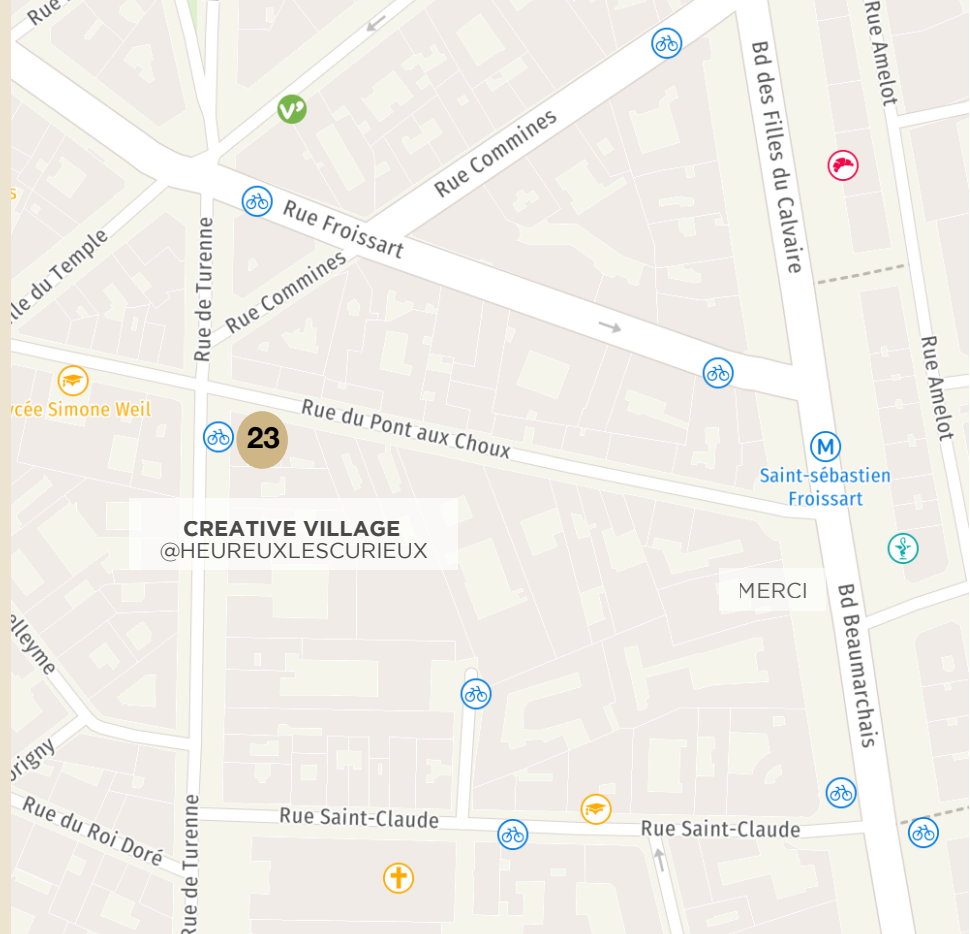 Rue
Rue Amelot
Bd des Filles du Calvaire
V'
Rue Commines
Rue Froissart
s
lle du Temple
Rue de Turenne
Rue Commines
Rue Amelot
ycée Simone Weil
Rue du Pont aux Choux
23
M
Saint-sébastien
Froissart
CREATIVE VILLAGE
@HEUREUXLESCURIEUX
MERCI
Bd Beaumarchais
elleyme
origny
Rue du Roi Doré
Rue de Turenne
Rue Saint-Claude
Rue Saint-Claude